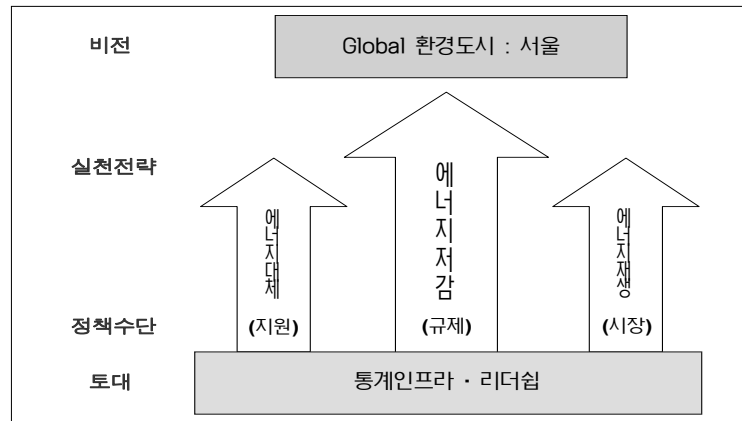 비전
Global 환경도시 : 서울
실천전략
에너지대체
에너지저감
에너지재생
정책수단
(지원)
(규제)
(시장)
토대
통계인프라 · 리더쉽